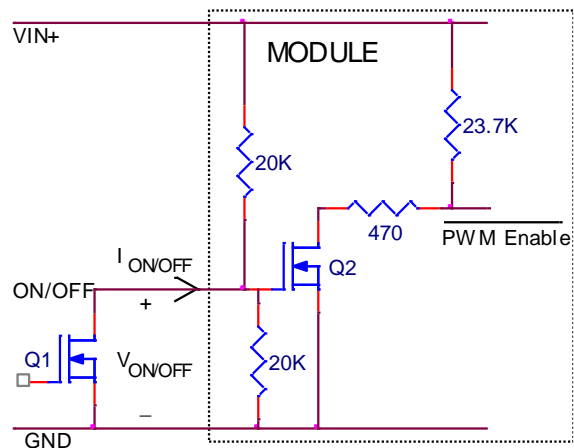 VIN+
MODULE
23.7K
20K
470
PWM Enable
I ON/OFF
Q2
ON/OFF
+
Q1
V ON/OFF
20K
–
GND